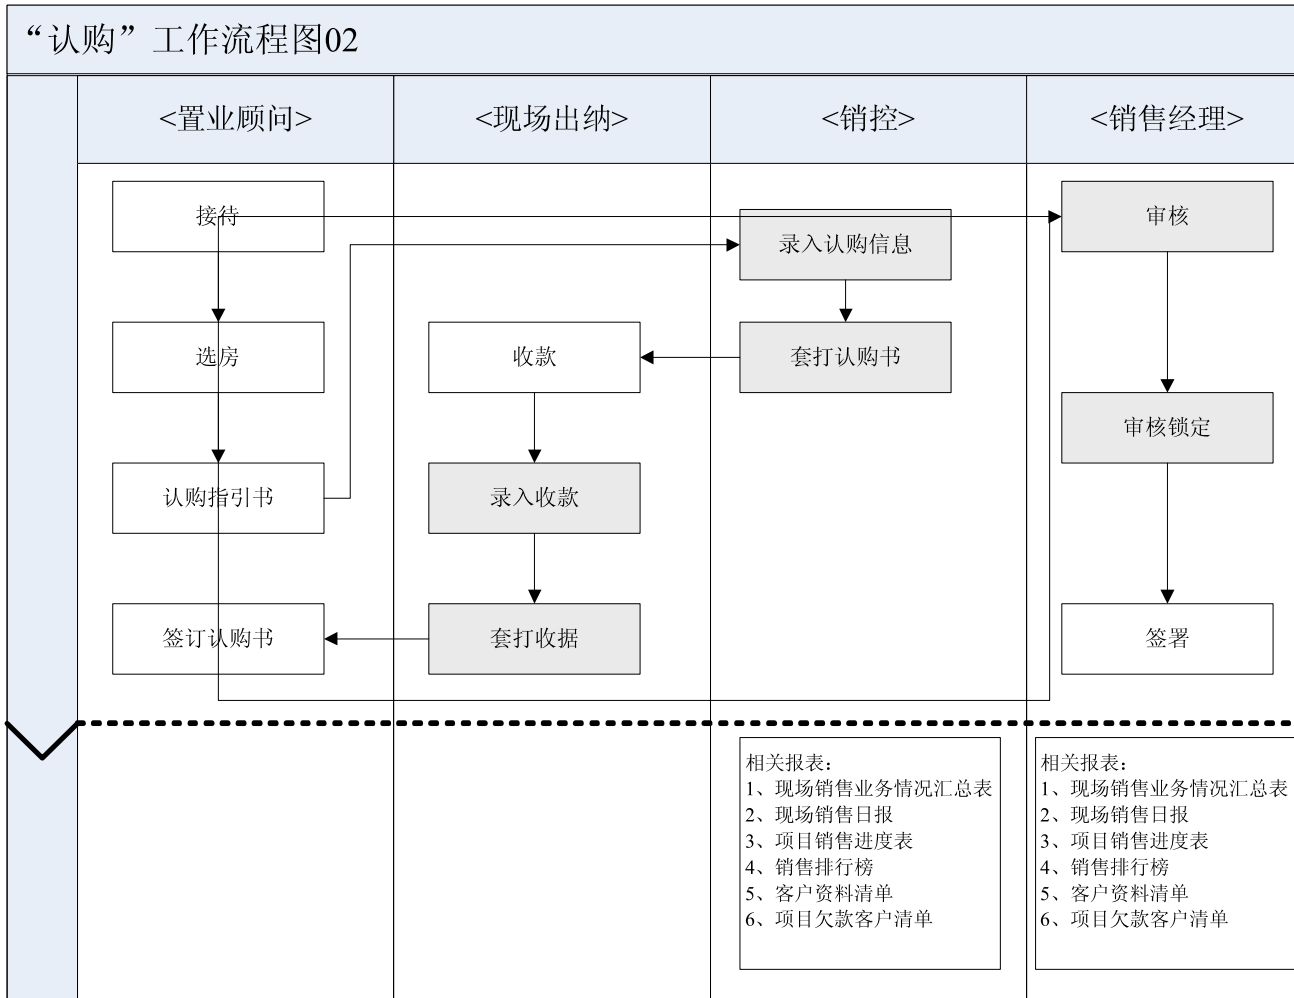 “认购”工作流程图02
<置业顾问>
<现场出纳>
<销控>
<销售经理>
接待
审核
录入认购信息
选房
收款
套打认购书
审核锁定
认购指引书
录入收款
签订认购书
套打收据
签署
相关报表：
1、现场销售业务情况汇总表
2、现场销售日报
3、项目销售进度表
4、销售排行榜
5、客户资料清单
6、项目欠款客户清单
相关报表：
1、现场销售业务情况汇总表
2、现场销售日报
3、项目销售进度表
4、销售排行榜
5、客户资料清单
6、项目欠款客户清单